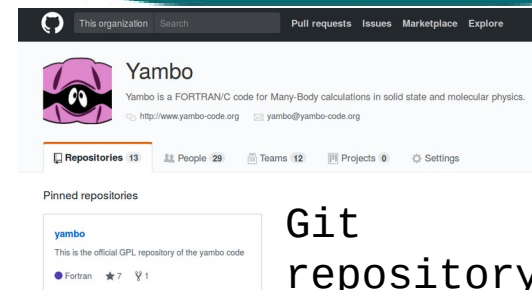 This organization Search Pull requests Issues Marketplace Explore
Yambo
Yambo is a FORTRAN/C code for Many-Body calculations in solid state and molecular physics.
http://www.yambo-code.org yambo@yambo-code.org
Repositories 13 People 29 Teams 12 Projects 0 Settings
Pinned repositories
yambo
This is the official GPL repository of the yambo code
Fortran 7 1
Git
repository